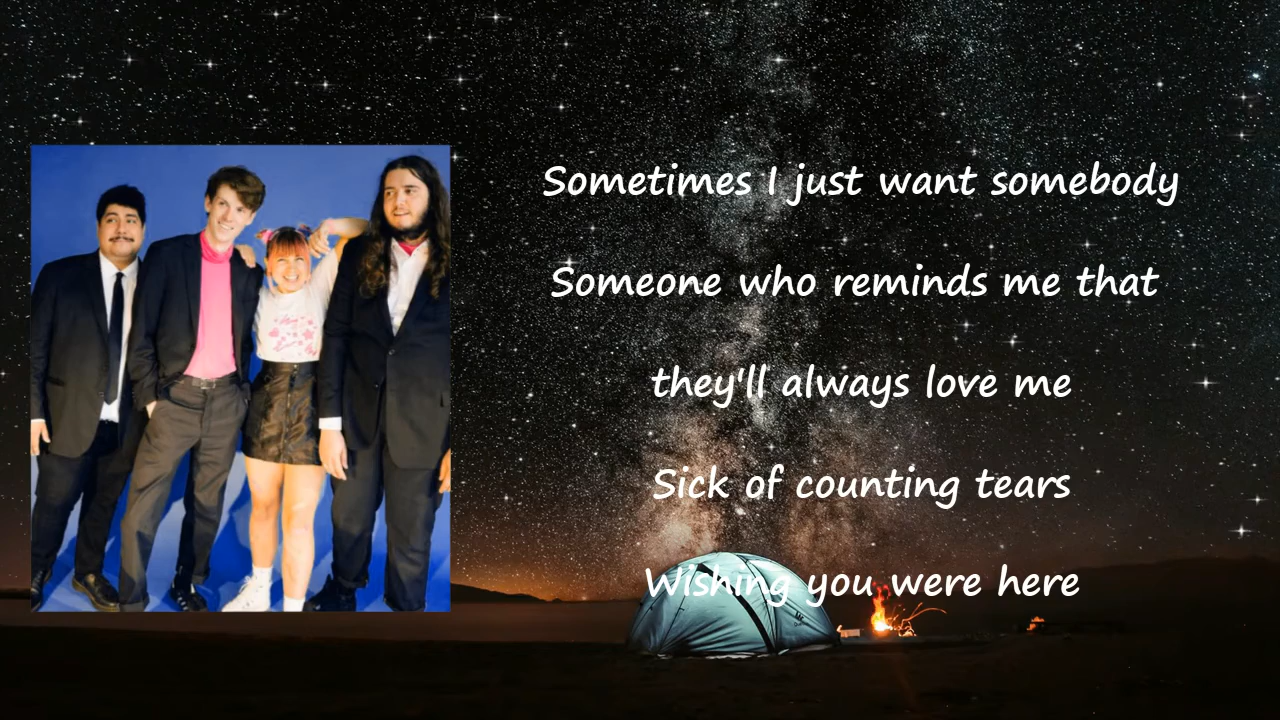 Sometimes I just want somebody
Someone who reminds me that
they'll always love me
Sick of counting tears
Wishing you were here